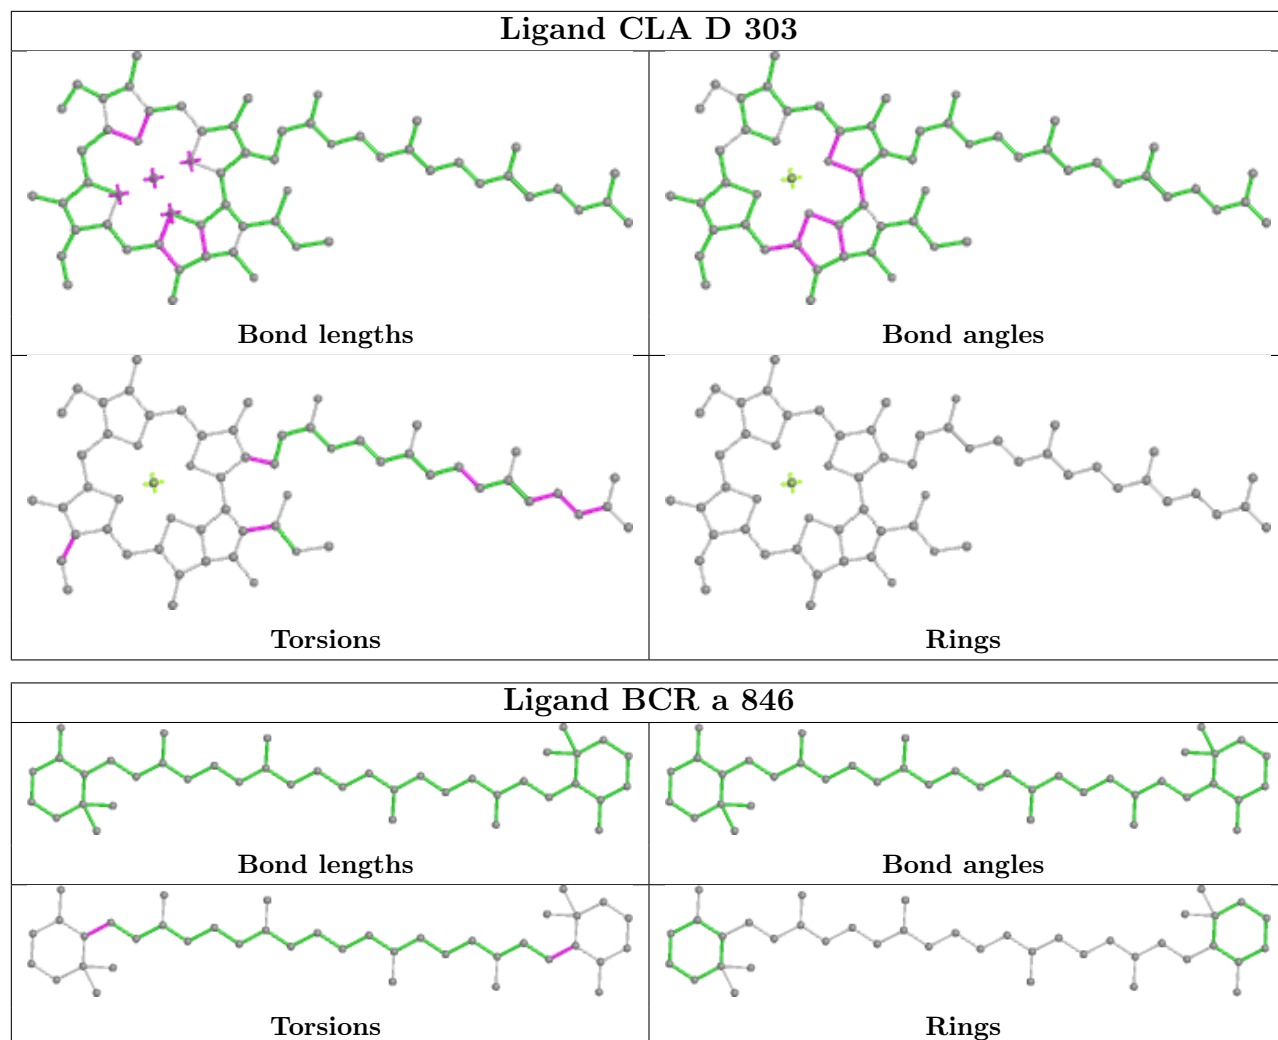 Ligand CLA D 303
Bond lengths
Bond angles
Torsions
Rings
Ligand BCR a 846
Bond lengths
Bond angles
Torsions
Rings